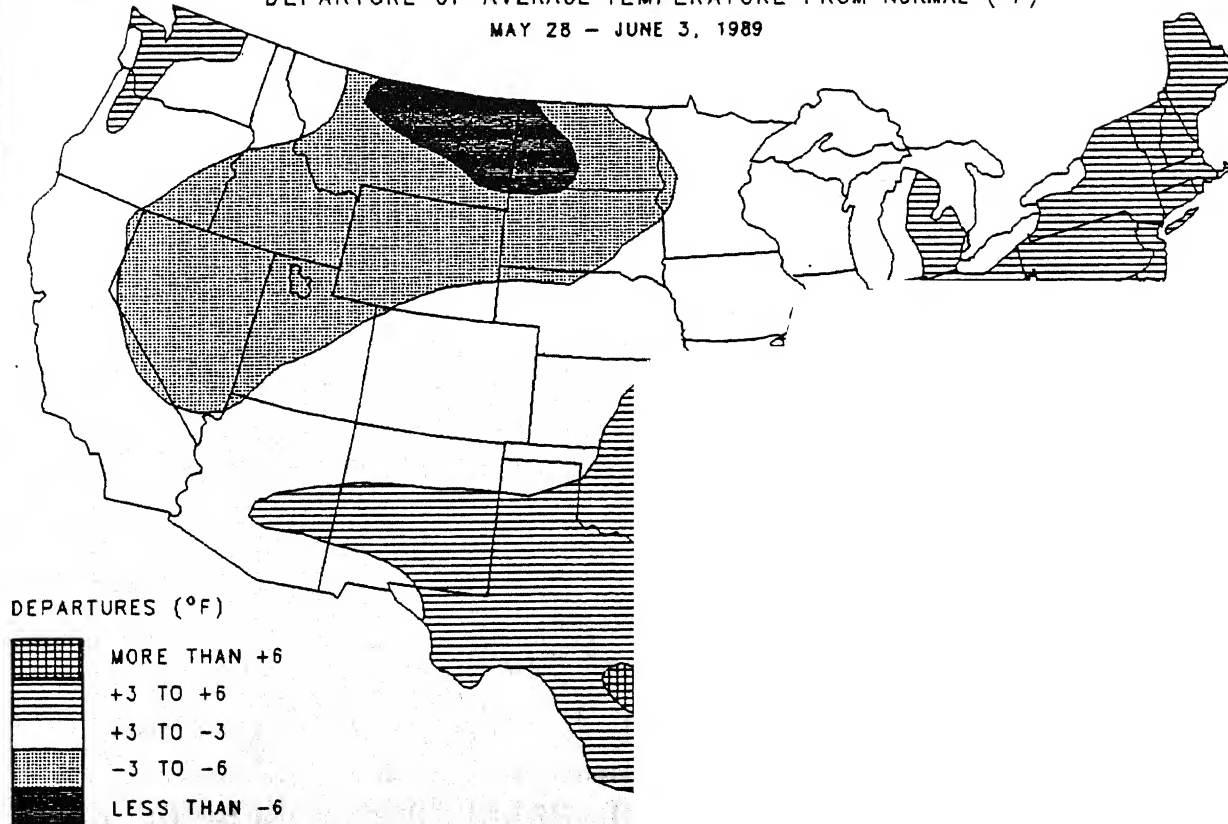 DEPARTURE OF AVERAGE TEMPERATURE FROM NORMAL (°F)
MAY 28 – JUNE 3, 1989
DEPARTURES (°F)
MORE THAN +6
+3 TO +6
+3 TO -3
-3 TO -6
LESS THAN -6